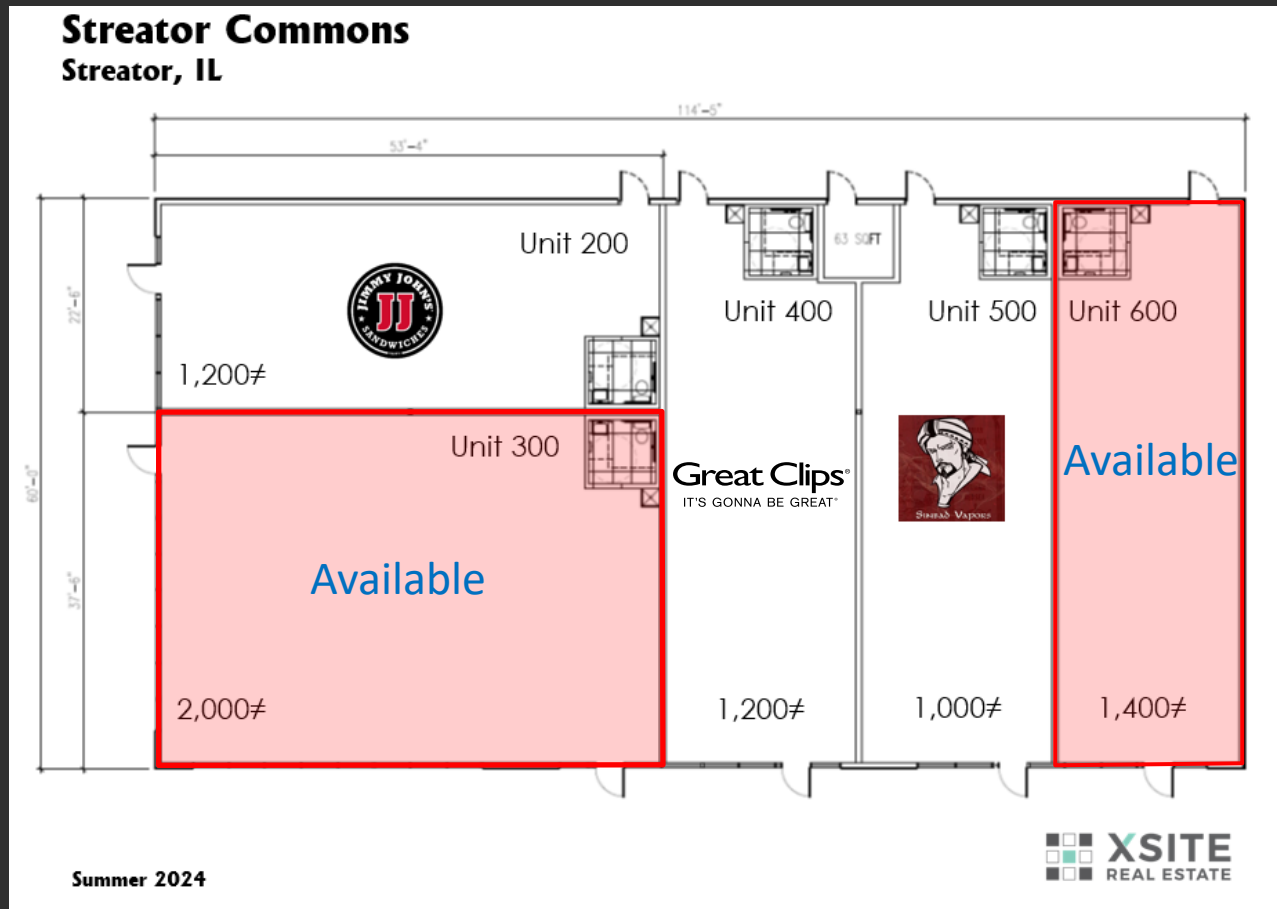 Streator Commons
Streator, IL
114'-5"
53'-4"
Unit 200
63 SQFT
JIMMY JOHN'S
JJ
SANDWICHES
22'-6"
Unit 400
Unit 500
Unit 600
1,200≠
Unit 300
Available
Great Clips®
IT'S GONNA BE GREAT®
Sinbad Vapors
60'-0"
Available
37'-6"
2,000≠
1,200≠
1,000≠
1,400≠
XSITE
REAL ESTATE
Summer 2024